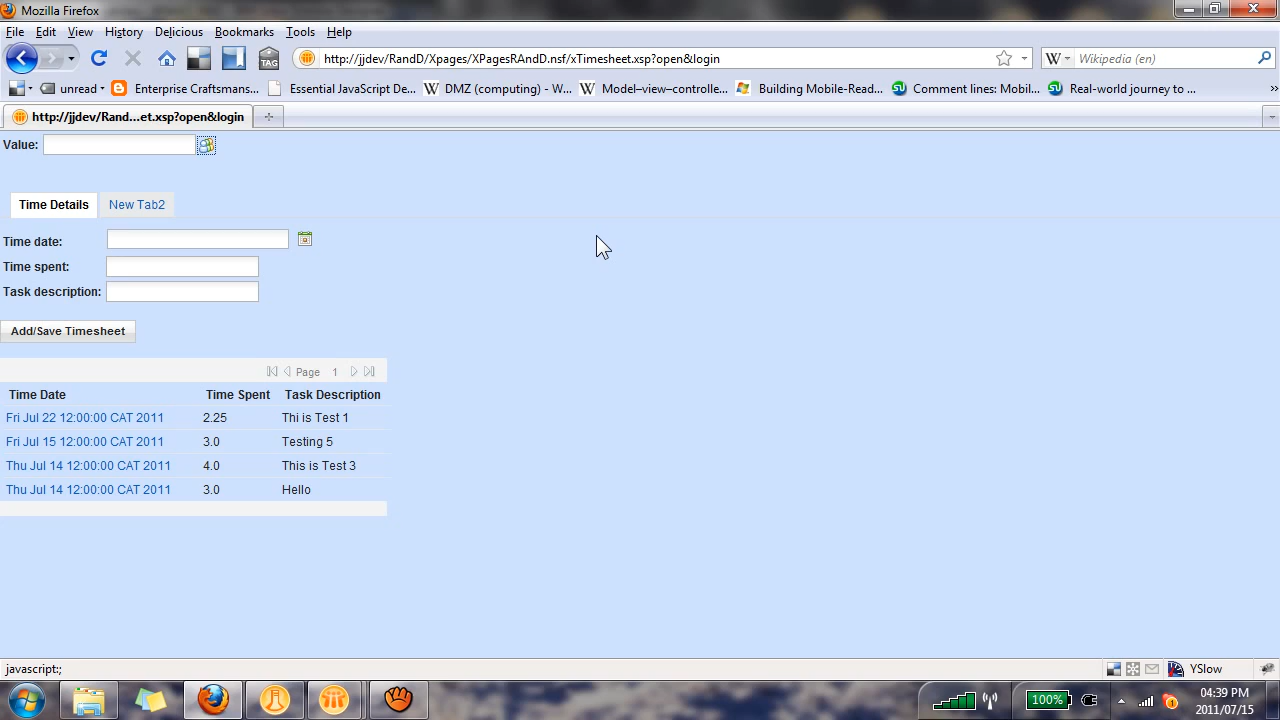 Mozilla Firefox
File Edit View History Delicious Bookmarks Tools Help
TAG http://jjdev/RandD/Xpages/XPagesRAndD.nsf/xTimesheet.xsp?open&login W Wikipedia (en)
unread Enterprise Craftsmans... Essential JavaScript De... W DMZ (computing) - W... W Model–view–controlle... Building Mobile-Read... Comment lines: Mobil... Real-world journey to ... »
http://jjdev/Rand...et.xsp?open&login
Value:
Time Details New Tab2
Time date:
Time spent:
Task description:
Add/Save Timesheet
Page 1
Time Date Time Spent Task Description
Fri Jul 22 12:00:00 CAT 2011 2.25 Thi is Test 1
Fri Jul 15 12:00:00 CAT 2011 3.0 Testing 5
Thu Jul 14 12:00:00 CAT 2011 4.0 This is Test 3
Thu Jul 14 12:00:00 CAT 2011 3.0 Hello
javascript:; YSlow
100% 04:39 PM
2011/07/15